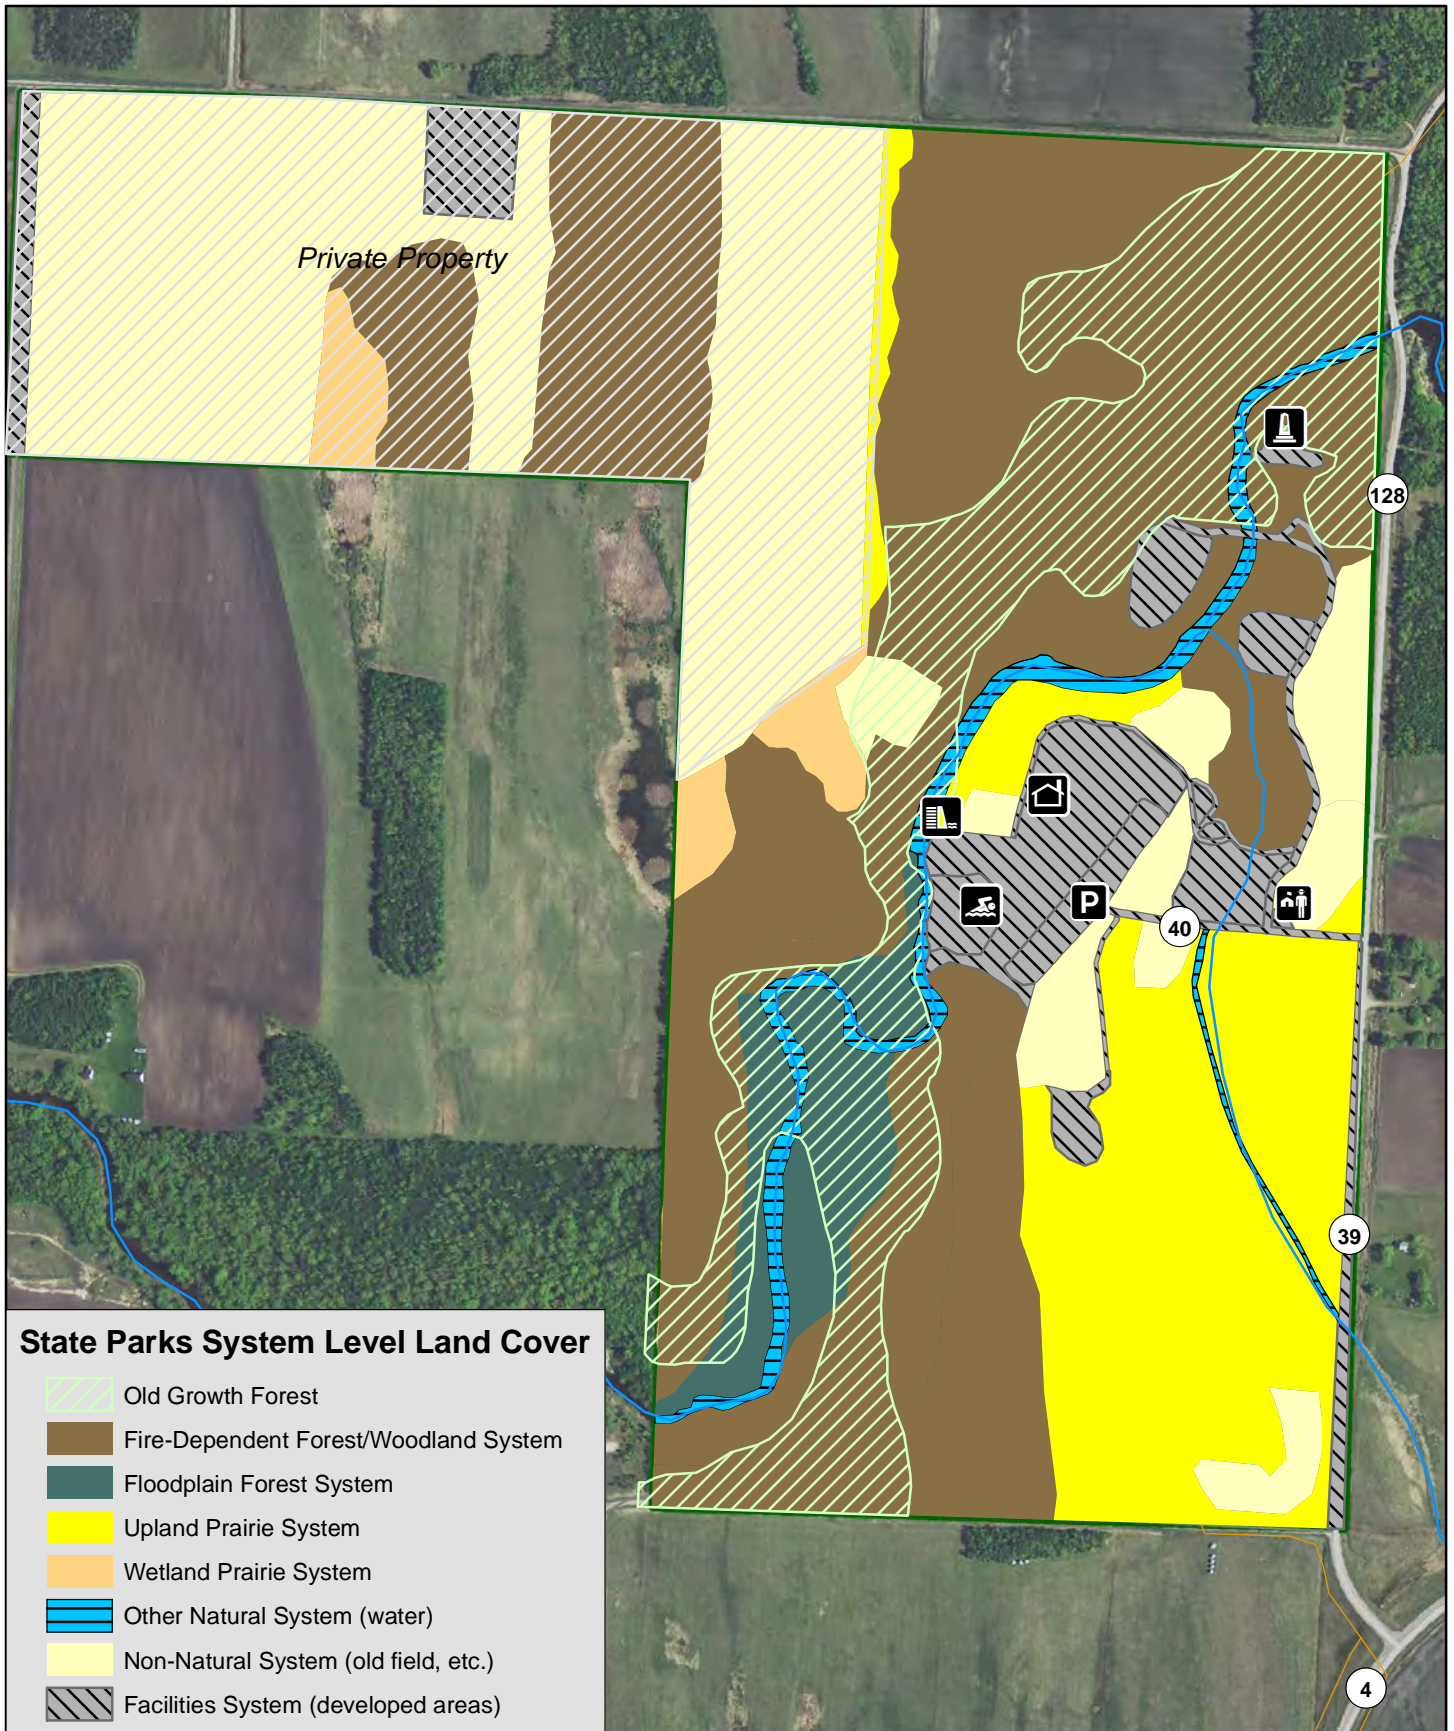 Private Property
128
P
40
39
State Parks System Level Land Cover
Old Growth Forest
Fire-Dependent Forest/Woodland System
Floodplain Forest System
Upland Prairie System
Wetland Prairie System
Other Natural System (water)
Non-Natural System (old field, etc.)
Facilities System (developed areas)
4